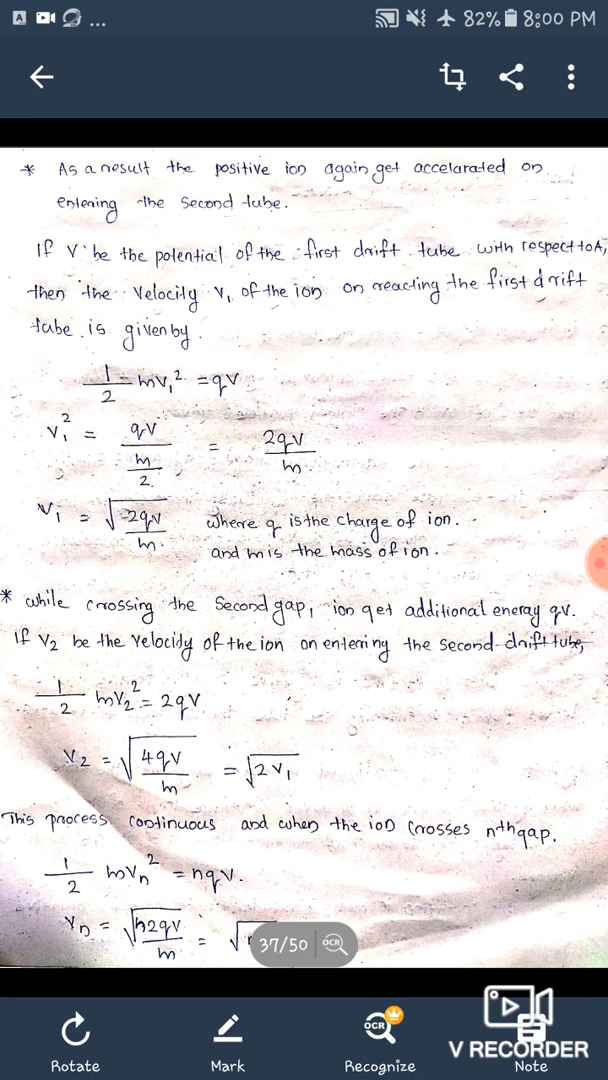 A ... 82% 8:00 PM
* As a result the positive ion again get accelarated on
entering the second tube.
If V be the potential of the first drift tube with respect to A,
then the velocity v₁ of the ion on reacting the first drift
tube is given by
1/2 mv₁² = qV
v₁² = qV / (m/2) = 2qV / m
v₁ = √(2qV/m) where q is the charge of ion.
and m is the mass of ion.
* while crossing the second gap, ion get additional energy qV.
If V₂ be the velocity of the ion on entering the second drift tube,
1/2 mV₂² = 2qV
V₂ = √(4qV/m) = √2 V₁
This process continuous and when the ion crosses nth gap.
1/2 mVn² = nqV.
Vn = √(n2qV/m) = √
37/50 OCR
Rotate Mark OCR Recognize Note
V RECORDER